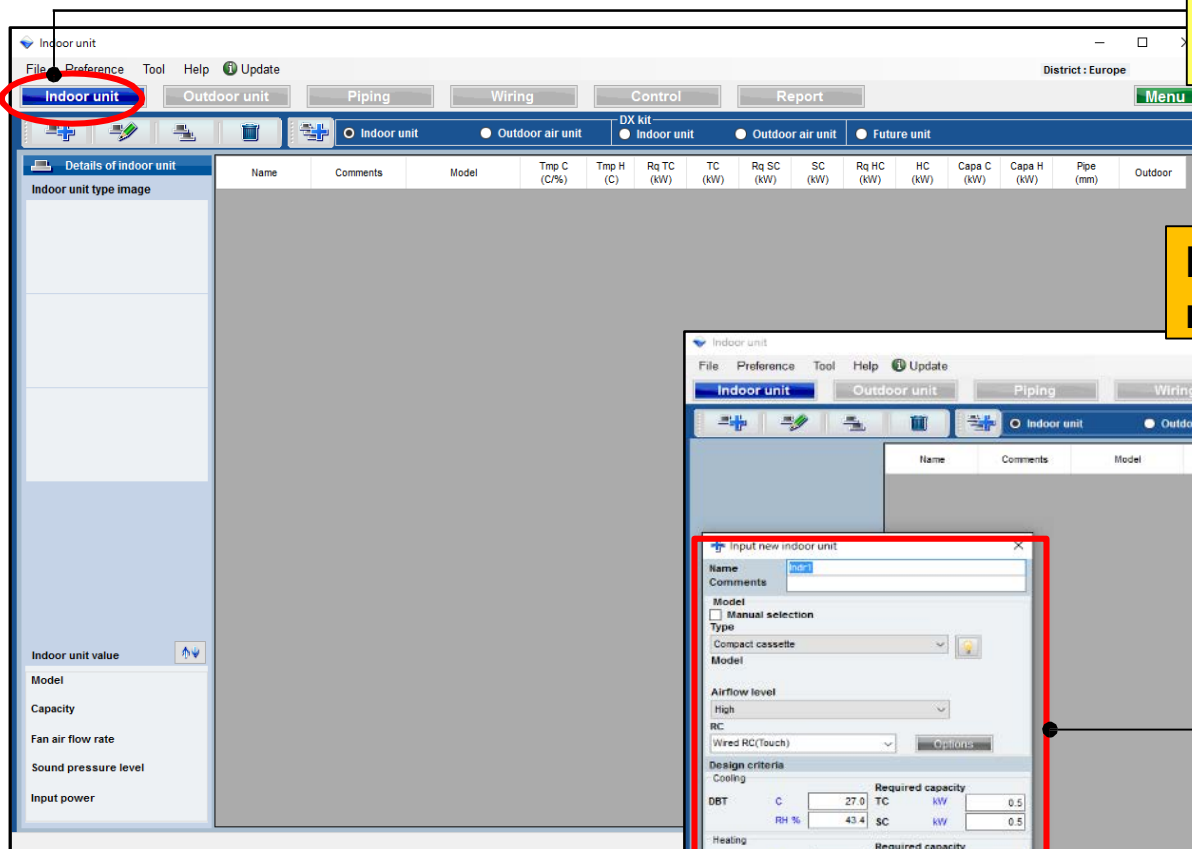 Indoor unit
File Preference Tool Help Update
District : Europe
Indoor unit Outdoor unit Piping Wiring Control Report Menu
DX kit
Indoor unit Outdoor air unit Indoor unit Outdoor air unit Future unit
Details of indoor unit
Indoor unit type image
Name Comments Model Tmp C (C/%) Tmp H (C) Rq TC (kW) TC (kW) Rq SC (kW) SC (kW) Rq HC (kW) HC (kW) Capa C (kW) Capa H (kW) Pipe (mm) Outdoor
Indoor unit value
Model
Capacity
Fan air flow rate
Sound pressure level
Input power
Indoor unit
File Preference Tool Help Update
Indoor unit Outdoor unit Piping Wiring
Indoor unit Outdo
Name Comments Model
Input new indoor unit
Name Indr1
Comments
Model
Manual selection
Type
Compact cassette
Model
Airflow level
High
RC
Wired RC(Touch) Options
Design criteria
Cooling
Required capacity
DBT C 27.0 TC kW 0.5
RH % 43.4 SC kW 0.5
Heating
Required capacity